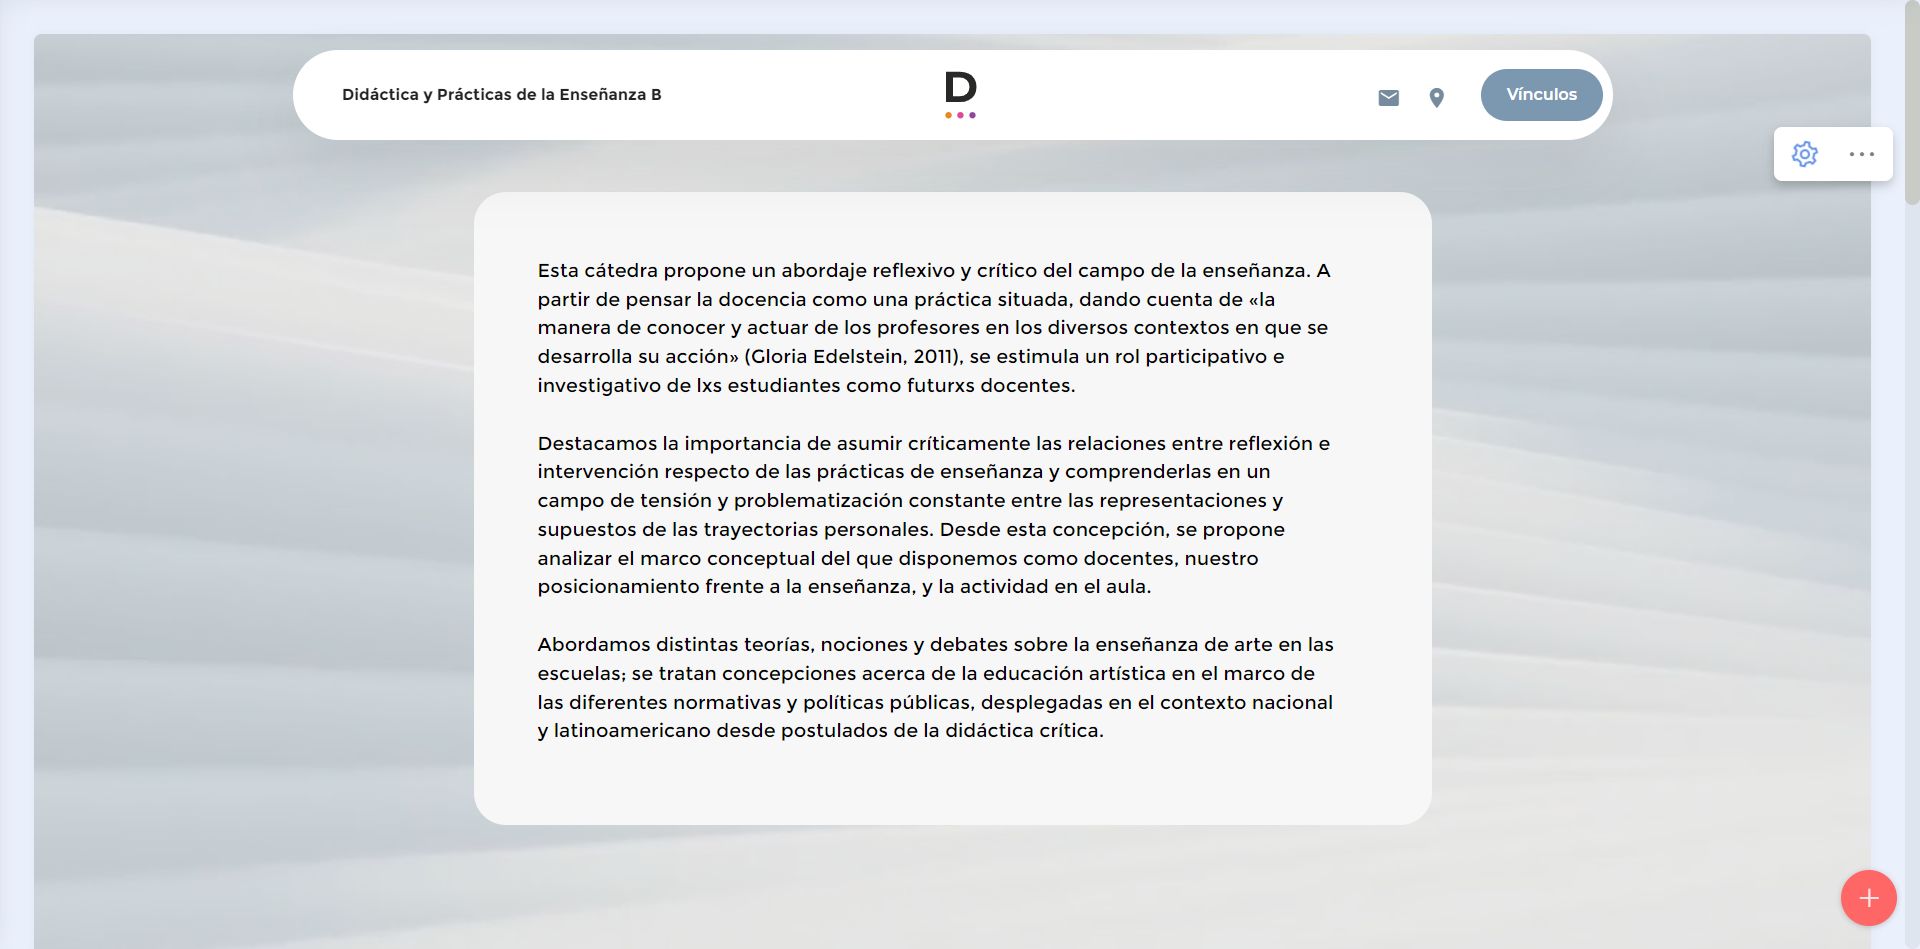 Didáctica y Prácticas de la Enseñanza B
D
Vínculos
Esta cátedra propone un abordaje reflexivo y crítico del campo de la enseñanza. A
partir de pensar la docencia como una práctica situada, dando cuenta de «la
manera de conocer y actuar de los profesores en los diversos contextos en que se
desarrolla su acción» (Gloria Edelstein, 2011), se estimula un rol participativo e
investigativo de lxs estudiantes como futurxs docentes.
Destacamos la importancia de asumir críticamente las relaciones entre reflexión e
intervención respecto de las prácticas de enseñanza y comprenderlas en un
campo de tensión y problematización constante entre las representaciones y
supuestos de las trayectorias personales. Desde esta concepción, se propone
analizar el marco conceptual del que disponemos como docentes, nuestro
posicionamiento frente a la enseñanza, y la actividad en el aula.
Abordamos distintas teorías, nociones y debates sobre la enseñanza de arte en las
escuelas; se tratan concepciones acerca de la educación artística en el marco de
las diferentes normativas y políticas públicas, desplegadas en el contexto nacional
y latinoamericano desde postulados de la didáctica crítica.